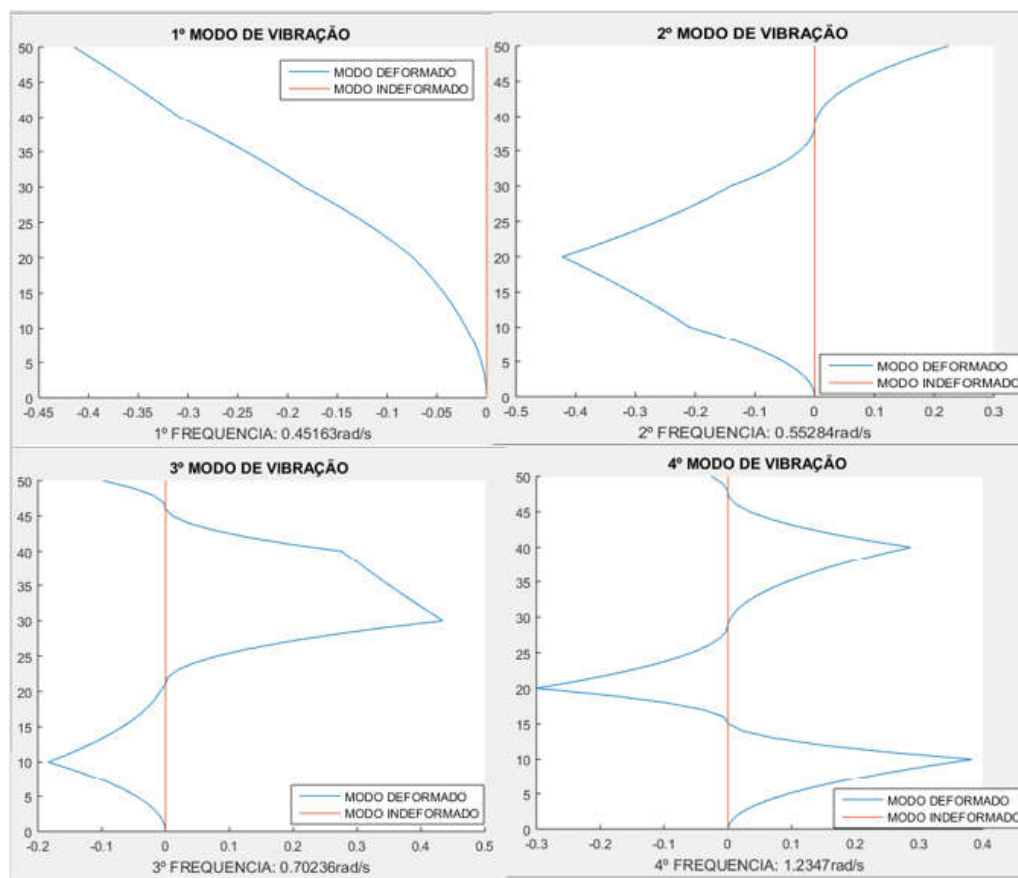 1º MODO DE VIBRAÇÃO
50
45
40
35
30
25
20
15
10
5
0
MODO DEFORMADO
MODO INDEFORMADO
-0.45 -0.4 -0.35 -0.3 -0.25 -0.2 -0.15 -0.1 -0.05 0
1º FREQUENCIA: 0.45163rad/s
2º MODO DE VIBRAÇÃO
50
45
40
35
30
25
20
15
10
5
0
MODO DEFORMADO
MODO INDEFORMADO
-0.5 -0.4 -0.3 -0.2 -0.1 0 0.1 0.2 0.3
2º FREQUENCIA: 0.55284rad/s
3º MODO DE VIBRAÇÃO
50
45
40
35
30
25
20
15
10
5
0
MODO DEFORMADO
MODO INDEFORMADO
-0.2 -0.1 0 0.1 0.2 0.3 0.4 0.5
3º FREQUENCIA: 0.70236rad/s
4º MODO DE VIBRAÇÃO
50
45
40
35
30
25
20
15
10
5
0
MODO DEFORMADO
MODO INDEFORMADO
-0.3 -0.2 -0.1 0 0.1 0.2 0.3 0.4
4º FREQUENCIA: 1.2347rad/s